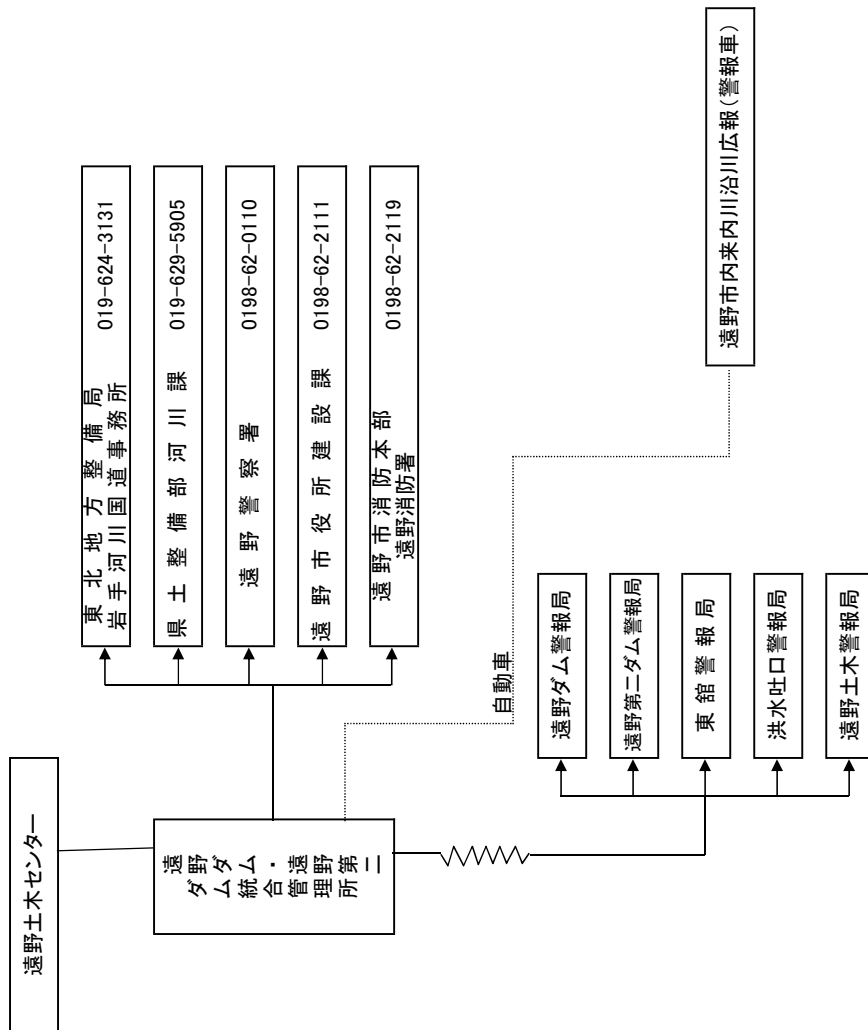 遠野土木センター
遠野ダム・遠野第二
ダム統合管理所
東北地方整備局
岩手河川国道事務所
019-624-3131
県土整備部河川課
019-629-5905
遠野警察署
0198-62-0110
遠野市役所建設課
0198-62-2111
遠野市消防本部
遠野消防署
0198-62-2119
自動車
遠野市内来内川沿川広報(警報車)
遠野ダム警報局
遠野第二ダム警報局
東舘警報局
洪水吐口警報局
遠野土木警報局